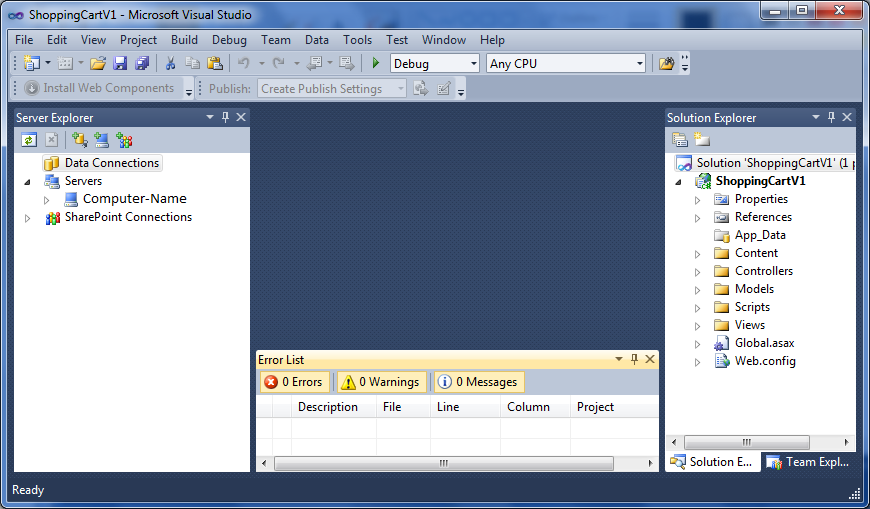 ShoppingCartV1 - Microsoft Visual Studio
File Edit View Project Build Debug Team Data Tools Test Window Help
Debug Any CPU
Install Web Components Publish: Create Publish Settings
Server Explorer
Data Connections
Servers
Computer-Name
SharePoint Connections
Error List
0 Errors 0 Warnings 0 Messages
Description File Line Column Project
Solution Explorer
Solution 'ShoppingCartV1' (1 p
ShoppingCartV1
Properties
References
App_Data
Content
Controllers
Models
Scripts
Views
Global.asax
Web.config
Solution E... Team Expl...
Ready